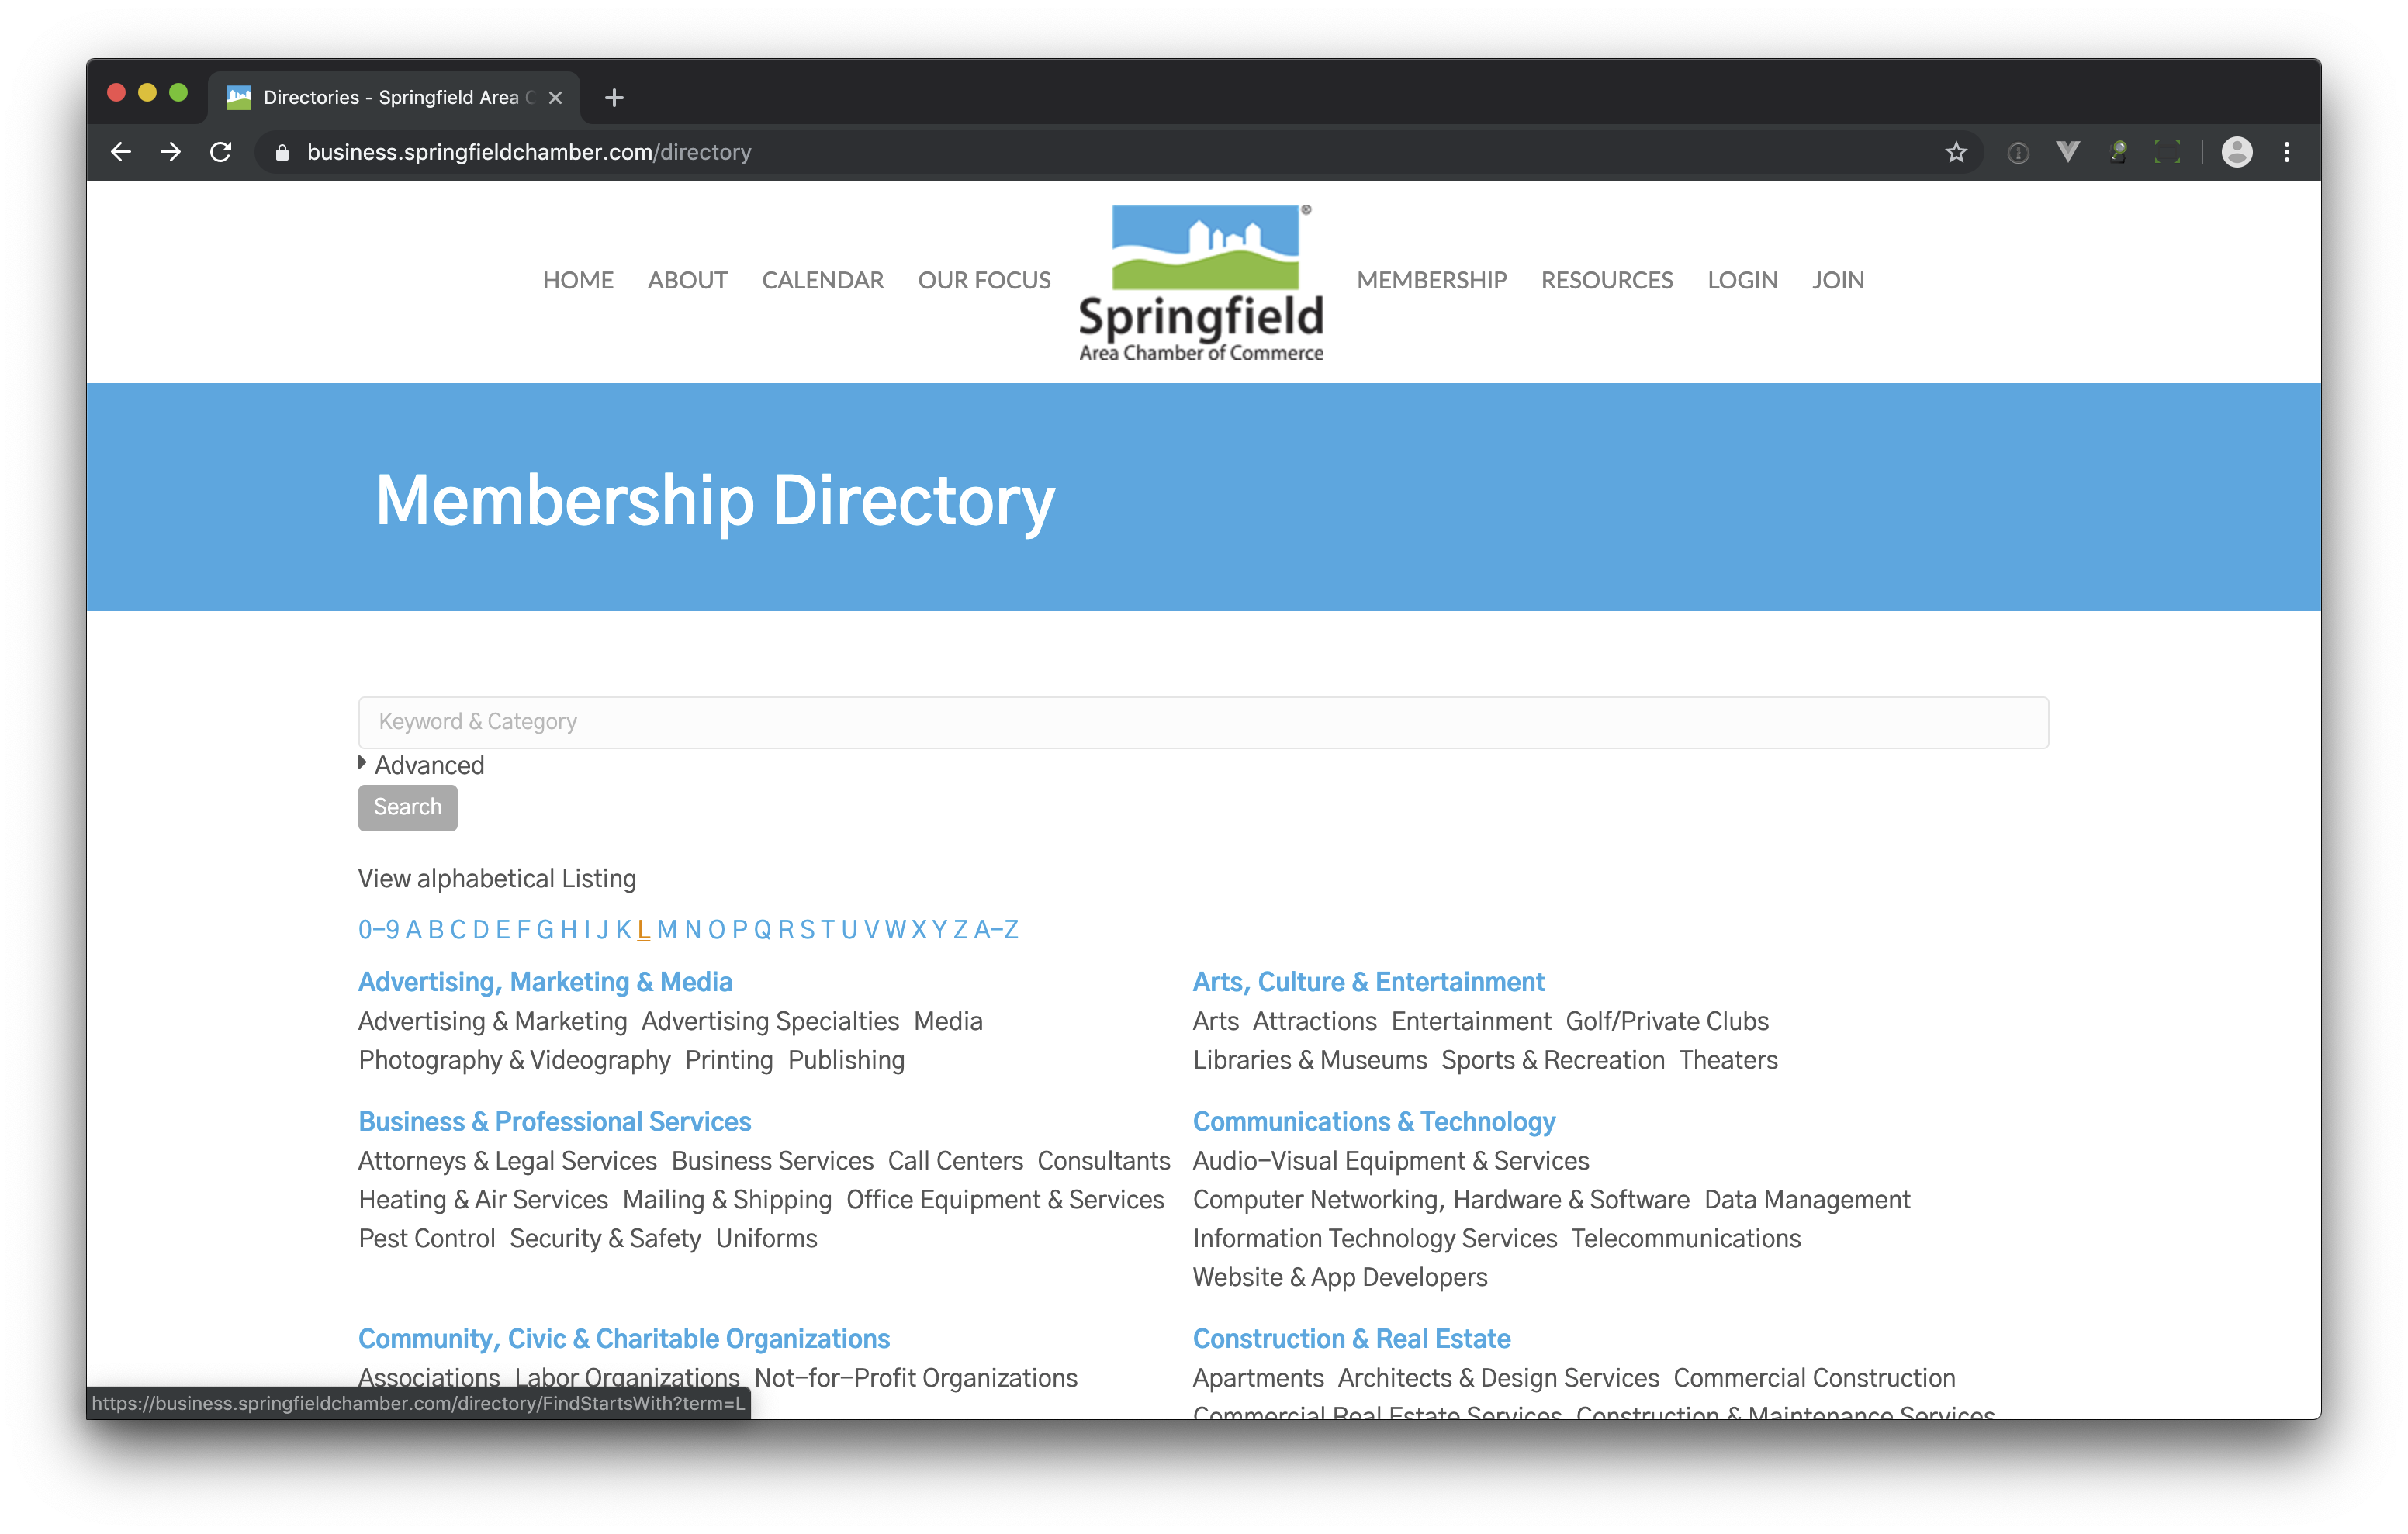 Directories - Springfield Area
business.springfieldchamber.com/directory
HOME ABOUT CALENDAR OUR FOCUS MEMBERSHIP RESOURCES LOGIN JOIN
®
Springfield
Area Chamber of Commerce
Membership Directory
Keyword & Category
Advanced
Search
View alphabetical Listing
0-9 A B C D E F G H I J K L M N O P Q R S T U V W X Y Z A-Z
Advertising, Marketing & Media
Advertising & Marketing Advertising Specialties Media
Photography & Videography Printing Publishing
Arts, Culture & Entertainment
Arts Attractions Entertainment Golf/Private Clubs
Libraries & Museums Sports & Recreation Theaters
Business & Professional Services
Attorneys & Legal Services Business Services Call Centers Consultants
Heating & Air Services Mailing & Shipping Office Equipment & Services
Pest Control Security & Safety Uniforms
Communications & Technology
Audio-Visual Equipment & Services
Computer Networking, Hardware & Software Data Management
Information Technology Services Telecommunications
Website & App Developers
Community, Civic & Charitable Organizations
Associations Labor Organizations Not-for-Profit Organizations
Construction & Real Estate
Apartments Architects & Design Services Commercial Construction
Commercial Real Estate Services Construction & Maintenance Services
https://business.springfieldchamber.com/directory/FindStartsWith?term=L